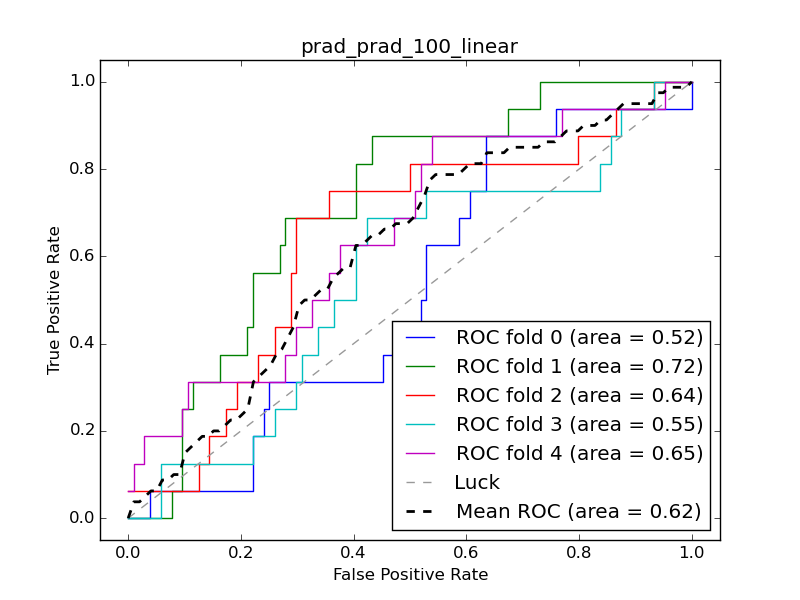 prad_prad_100_linear
True Positive Rate
1.0
0.8
0.6
0.4
0.2
0.0
0.0 0.2 0.4 0.6 0.8 1.0
False Positive Rate
ROC fold 0 (area = 0.52)
ROC fold 1 (area = 0.72)
ROC fold 2 (area = 0.64)
ROC fold 3 (area = 0.55)
ROC fold 4 (area = 0.65)
Luck
Mean ROC (area = 0.62)